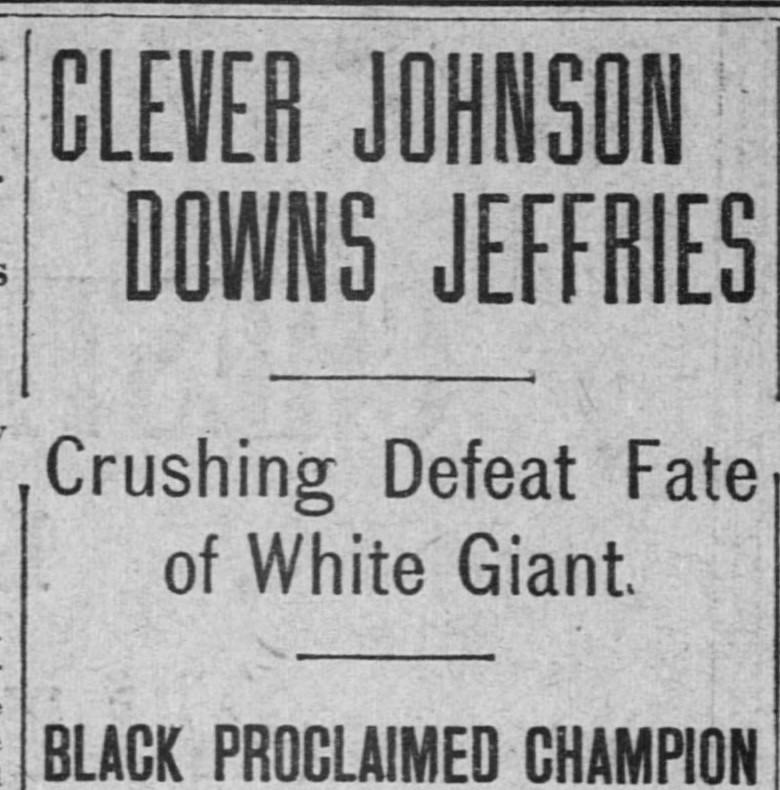 CLEVER JOHNSON
DOWNS JEFFRIES
Crushing Defeat Fate
of White Giant.
BLACK PROCLAIMED CHAMPION